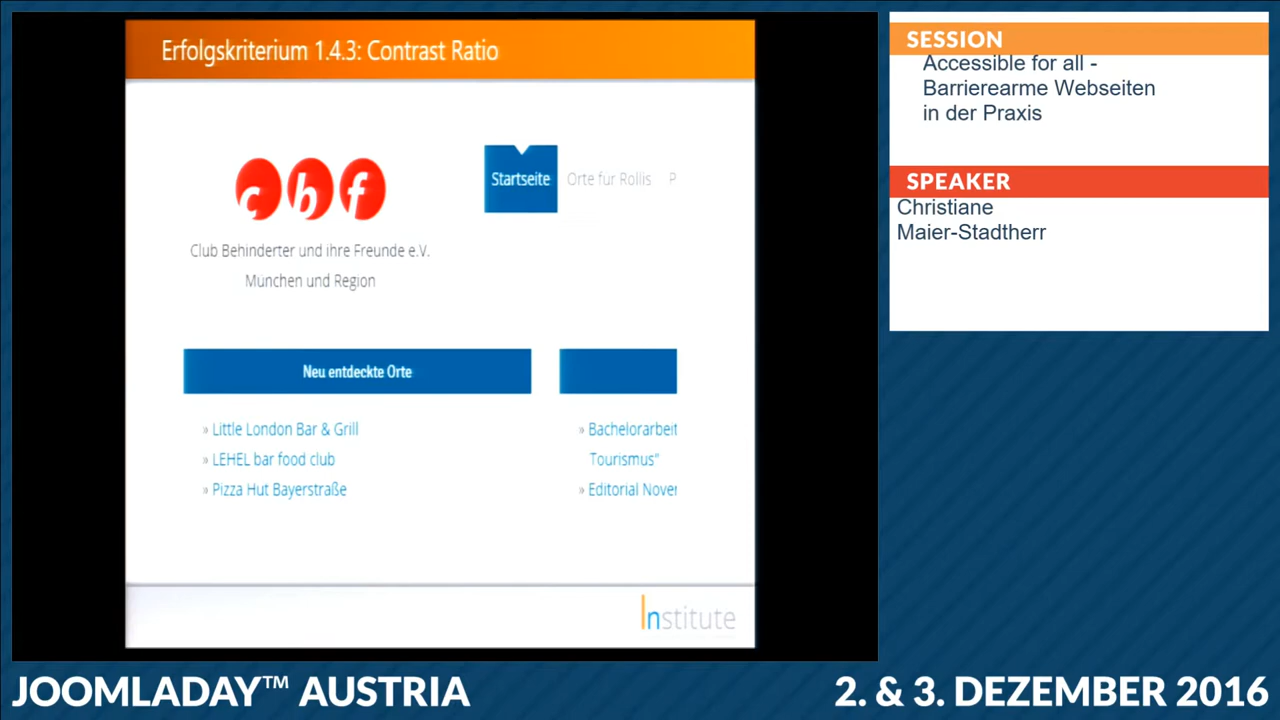 Erfolgskriterium 1.4.3: Contrast Ratio
cbf
Startseite
Orte für Rollis
P
Club Behinderter und ihre Freunde e.V.
München und Region
Neu entdeckte Orte
» Little London Bar & Grill
» LEHEL bar food club
» Pizza Hut Bayerstraße
» Bachelorarbeit
Tourismus"
» Editorial Nover
Institute
SESSION
Accessible for all -
Barrierearme Webseiten
in der Praxis
SPEAKER
Christiane
Maier-Stadtherr
JOOMLADAY™ AUSTRIA
2. & 3. DEZEMBER 2016